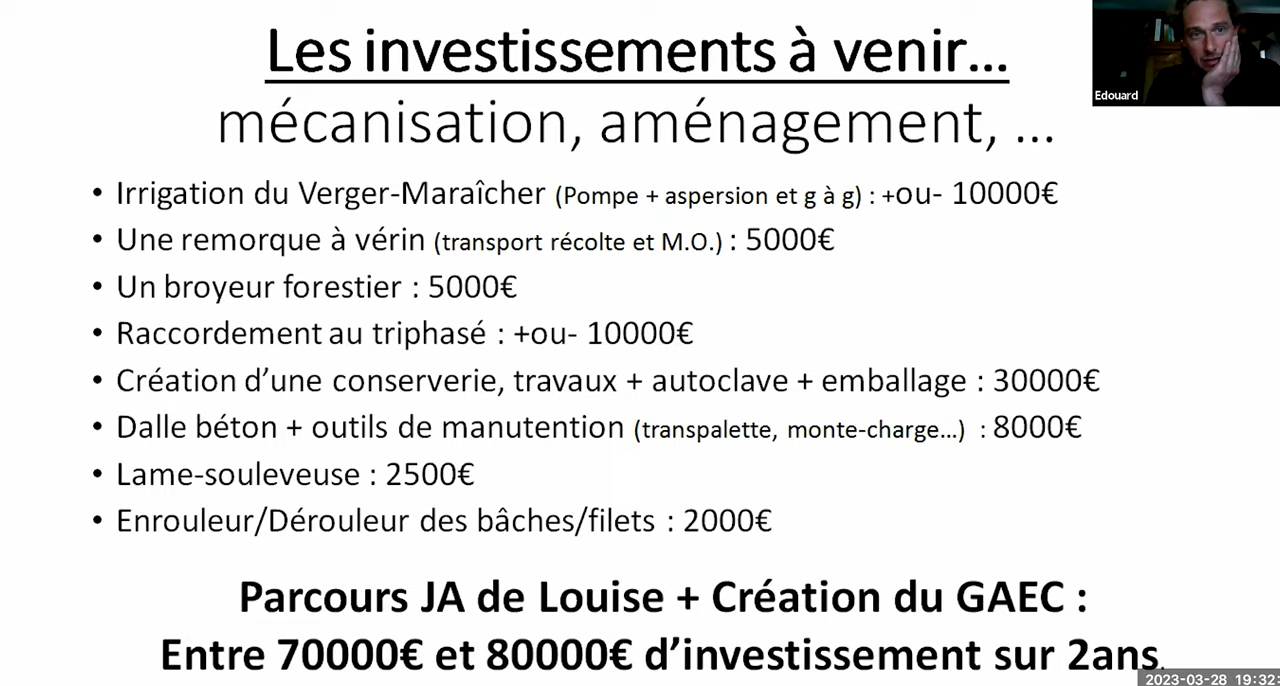 Les investissements à venir...
mécanisation, aménagement, ...
Edouard
• Irrigation du Verger-Maraîcher (Pompe + aspersion et g à g) : +ou- 10000€
• Une remorque à vérin (transport récolte et M.O.) : 5000€
• Un broyeur forestier : 5000€
• Raccordement au triphasé : +ou- 10000€
• Création d’une conserverie, travaux + autoclave + emballage : 30000€
• Dalle béton + outils de manutention (transpalette, monte-charge…) : 8000€
• Lame-souleveuse : 2500€
• Enrouleur/Dérouleur des bâches/filets : 2000€
Parcours JA de Louise + Création du GAEC :
Entre 70000€ et 80000€ d’investissement sur 2ans.
2023-03-28 19:32: